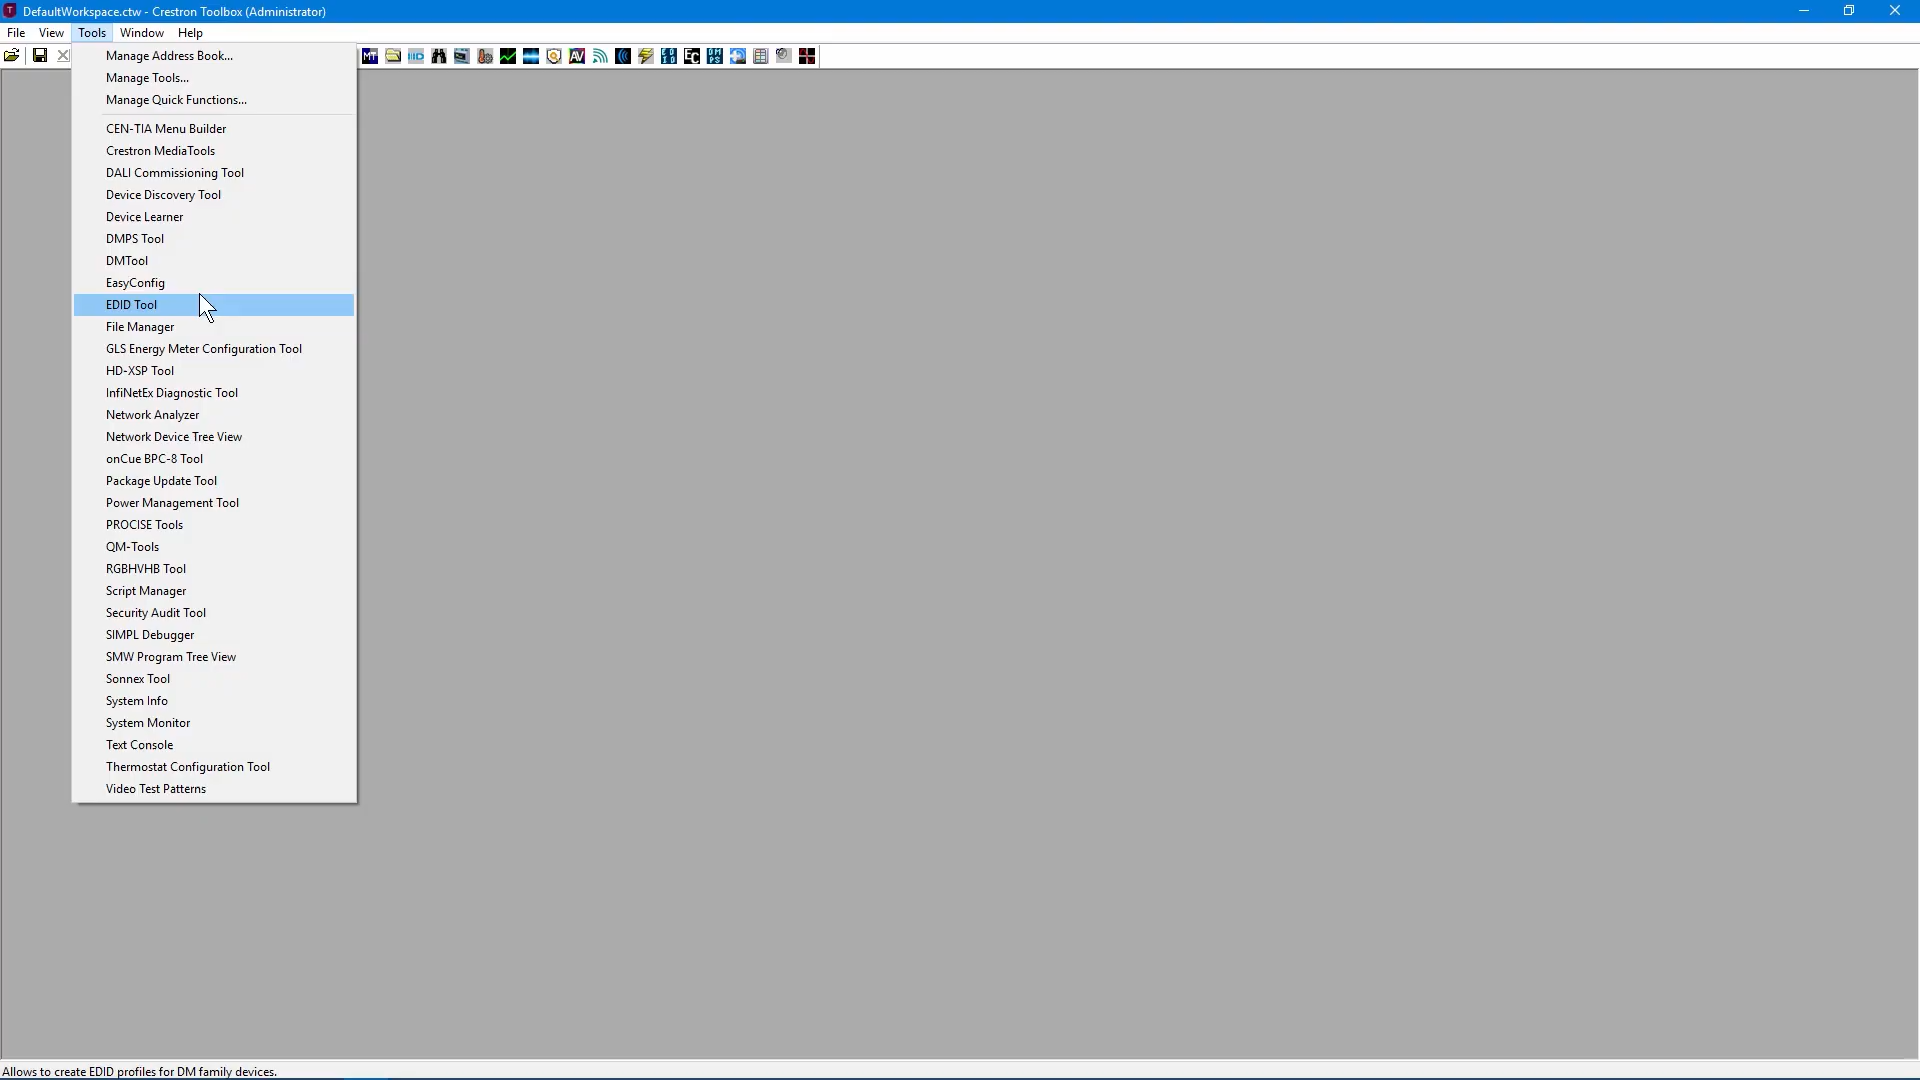 DefaultWorkspace.ctw - Crestron Toolbox (Administrator)
File View Tools Window Help
Manage Address Book...
Manage Tools...
Manage Quick Functions...
CEN-TIA Menu Builder
Crestron MediaTools
DALI Commissioning Tool
Device Discovery Tool
Device Learner
DMPS Tool
DMTool
EasyConfig
EDID Tool
File Manager
GLS Energy Meter Configuration Tool
HD-XSP Tool
InfiNetEx Diagnostic Tool
Network Analyzer
Network Device Tree View
onCue BPC-8 Tool
Package Update Tool
Power Management Tool
PROCISE Tools
QM-Tools
RGBHVHB Tool
Script Manager
Security Audit Tool
SIMPL Debugger
SMW Program Tree View
Sonnex Tool
System Info
System Monitor
Text Console
Thermostat Configuration Tool
Video Test Patterns
Allows to create EDID profiles for DM family devices.